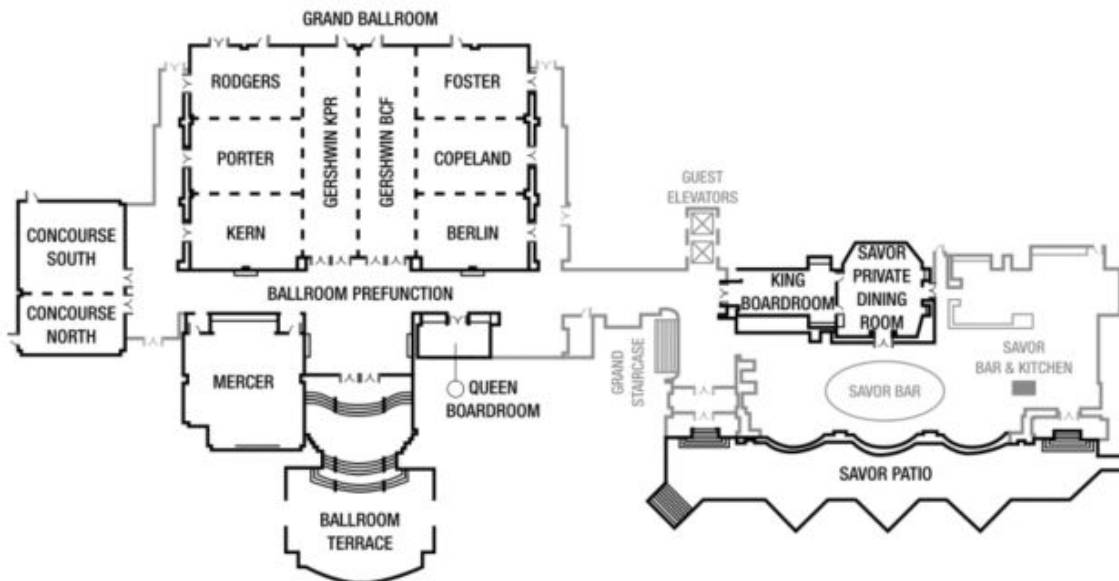 GRAND BALLROOM
RODGERS
GERSHWIN KPR
GERSHWIN BCF
FOSTER
PORTER
COPELAND
KERN
BERLIN
GUEST
ELEVATORS
CONCOURSE
SOUTH
CONCOURSE
NORTH
BALLROOM PREFUNCTION
KING
BOARDROOM
SAVOR
PRIVATE
DINING
ROOM
MERCER
QUEEN
BOARDROOM
GRAND
STAIRCASE
SAVOR BAR
SAVOR
BAR & KITCHEN
SAVOR PATIO
BALLROOM
TERRACE